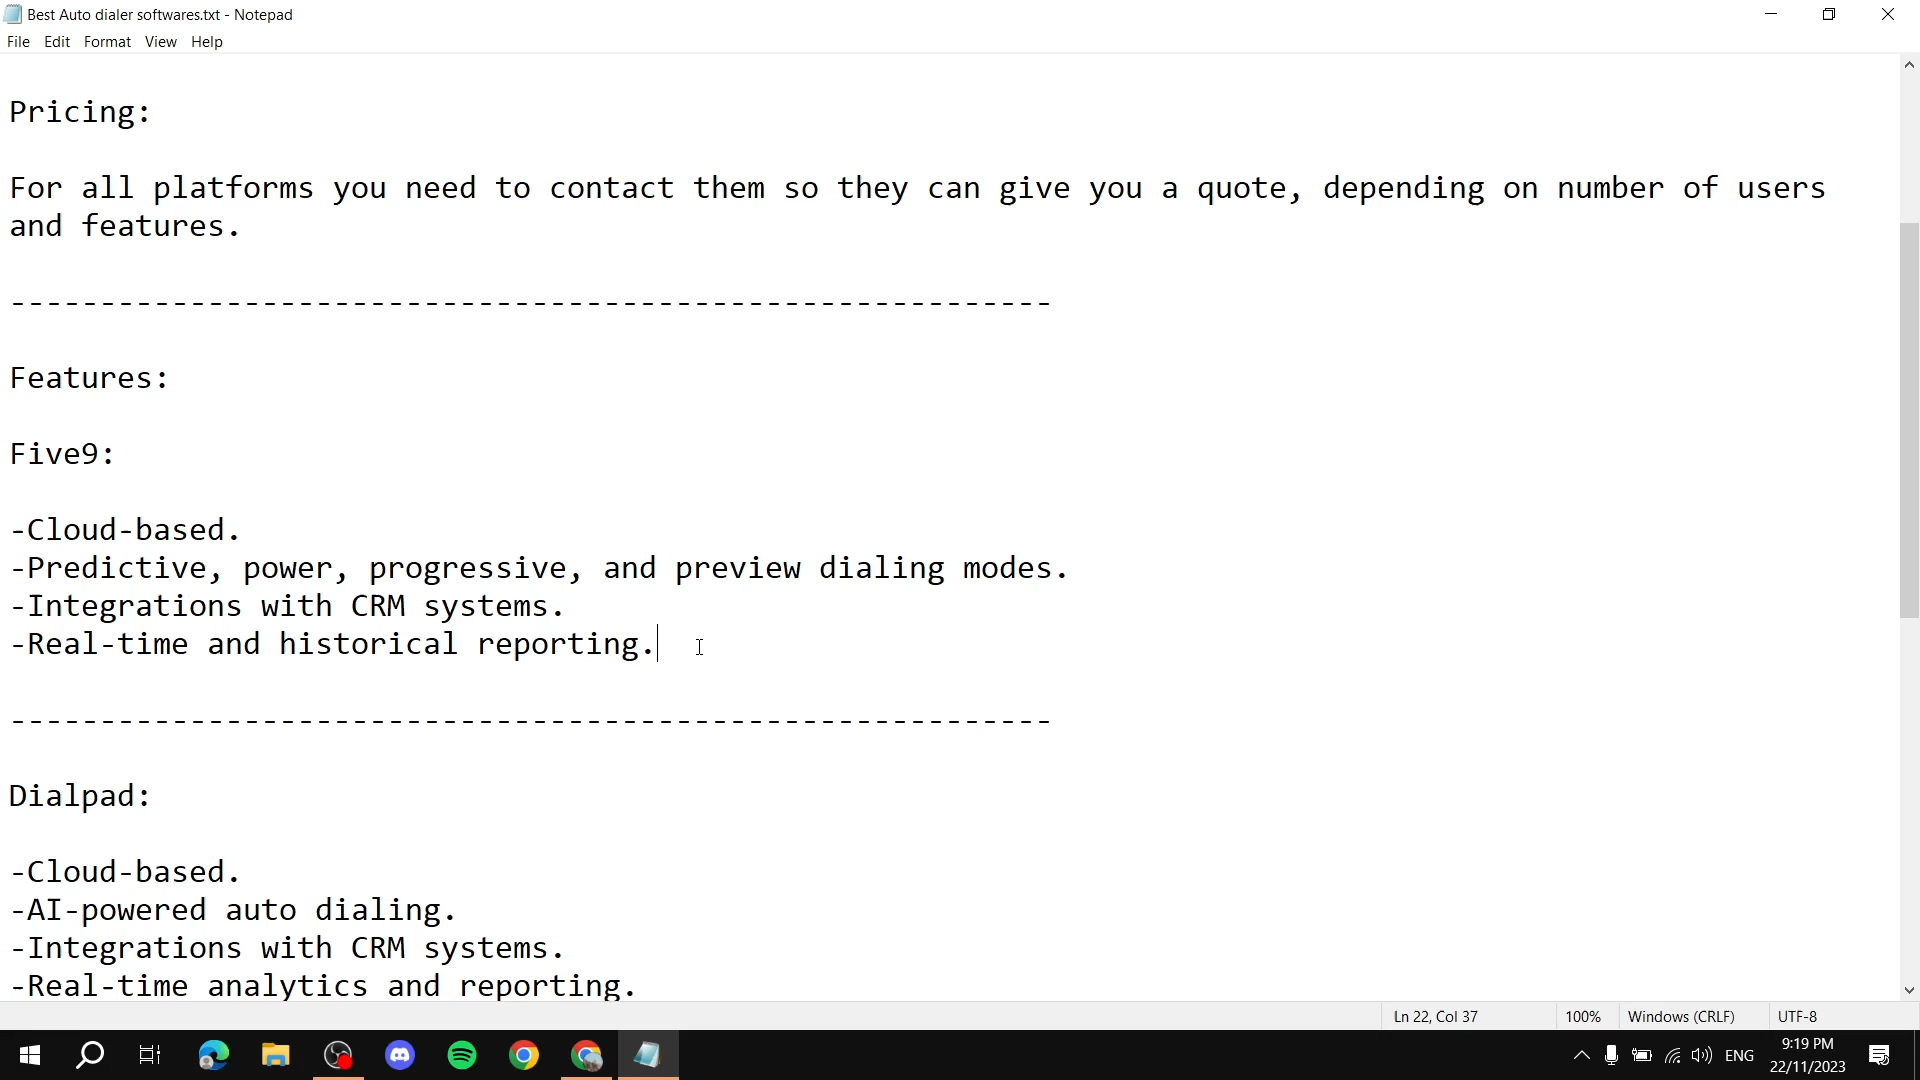 Best Auto dialer softwares.txt - Notepad
File Edit Format View Help
Pricing:
For all platforms you need to contact them so they can give you a quote, depending on number of users
and features.
----------------------------------------------------------
Features:
Five9:
-Cloud-based.
-Predictive, power, progressive, and preview dialing modes.
-Integrations with CRM systems.
-Real-time and historical reporting.
----------------------------------------------------------
Dialpad:
-Cloud-based.
-AI-powered auto dialing.
-Integrations with CRM systems.
-Real-time analytics and reporting.
Ln 22, Col 37 100% Windows (CRLF) UTF-8
ENG 9:19 PM
22/11/2023